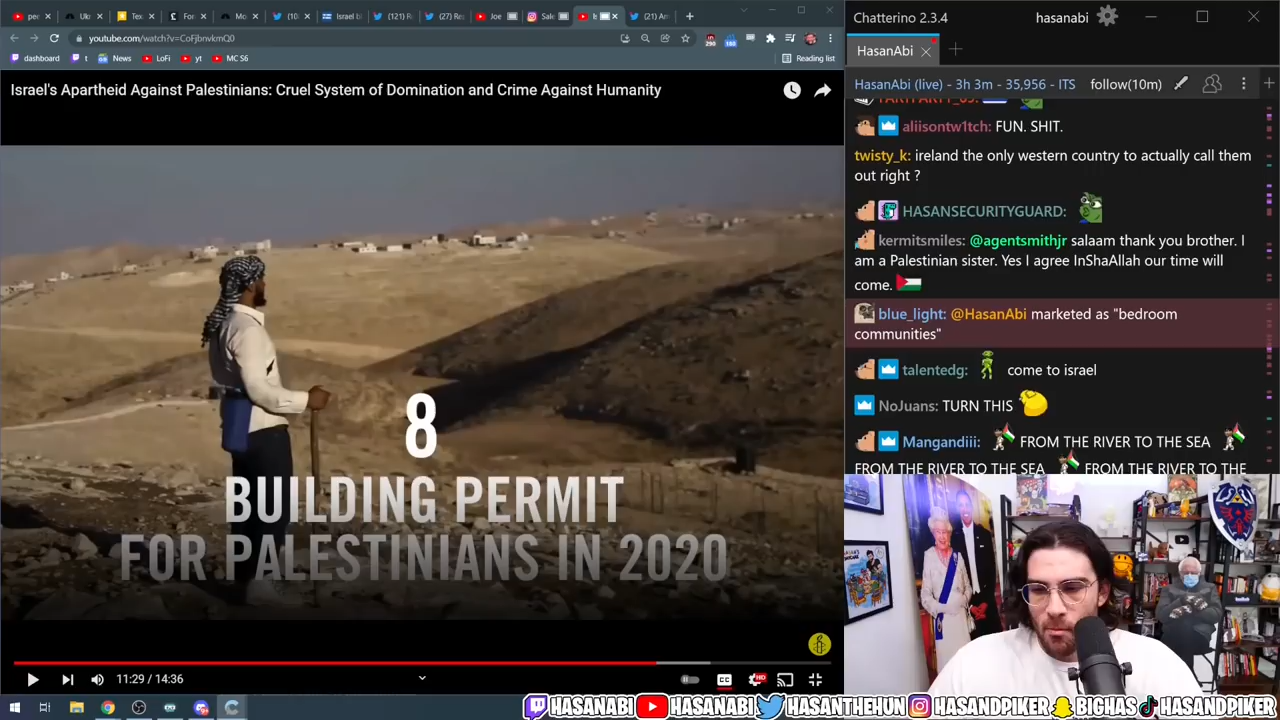 youtube.com/watch?v=CoFjbnvkmQ0
dashboard
t
News
LoFi
yt
MC S6
Reading list
Israel's Apartheid Against Palestinians: Cruel System of Domination and Crime Against Humanity
8
BUILDING PERMIT
FOR PALESTINIANS IN 2020
11:29 / 14:36
Chatterino 2.3.4
hasanabi
HasanAbi
HasanAbi (live) - 3h 3m - 35,956 - ITS
follow(10m)
aliisontw1tch: FUN. SHIT.
twisty_k: ireland the only western country to actually call them
out right ?
HASANSECURITYGUARD:
kermitsmiles: @agentsmithjr salaam thank you brother. I
am a Palestinian sister. Yes I agree InShaAllah our time will
come.
blue_light: @HasanAbi marketed as "bedroom
communities"
talentedg: come to israel
NoJuans: TURN THIS
Mangandiii: FROM THE RIVER TO THE SEA
FROM THE RIVER TO THE SEA FROM THE RIVER TO THE
HASANABI HASANABI HASANTHEHUN HASANDPIKER BIGHAS HASANDPIKER